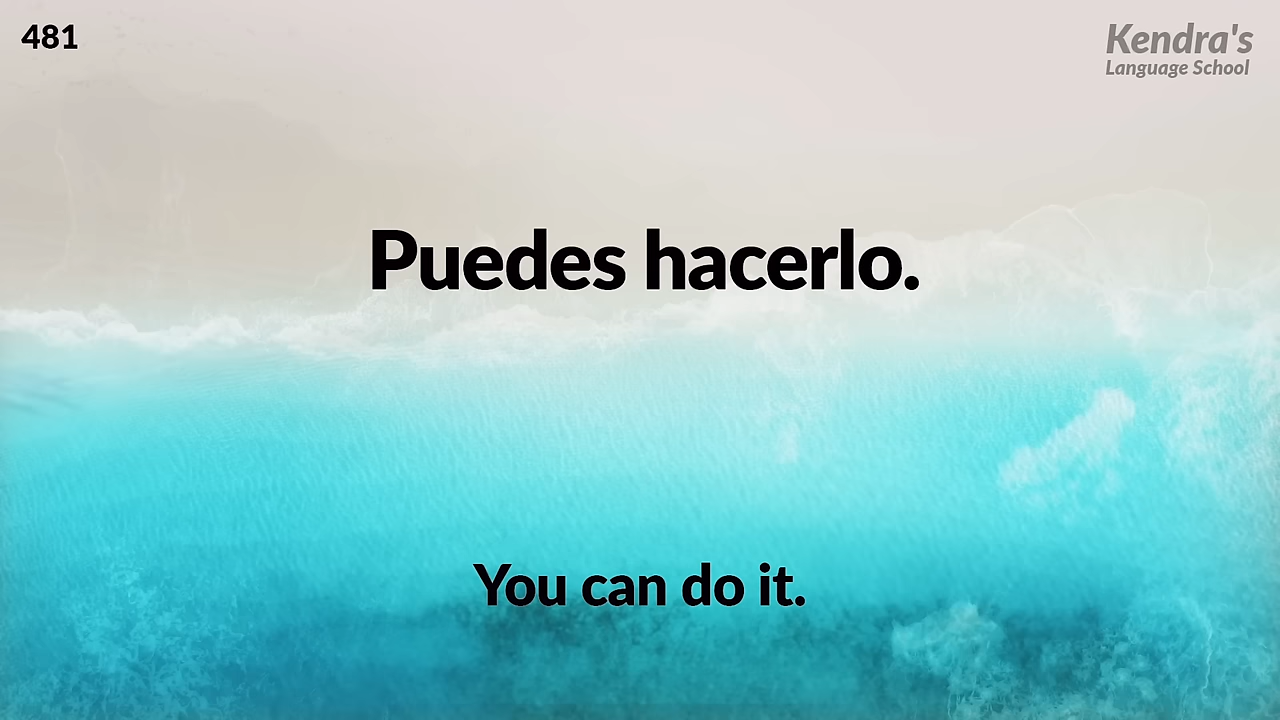 481
Kendra's
Language School
Puedes hacerlo.
You can do it.